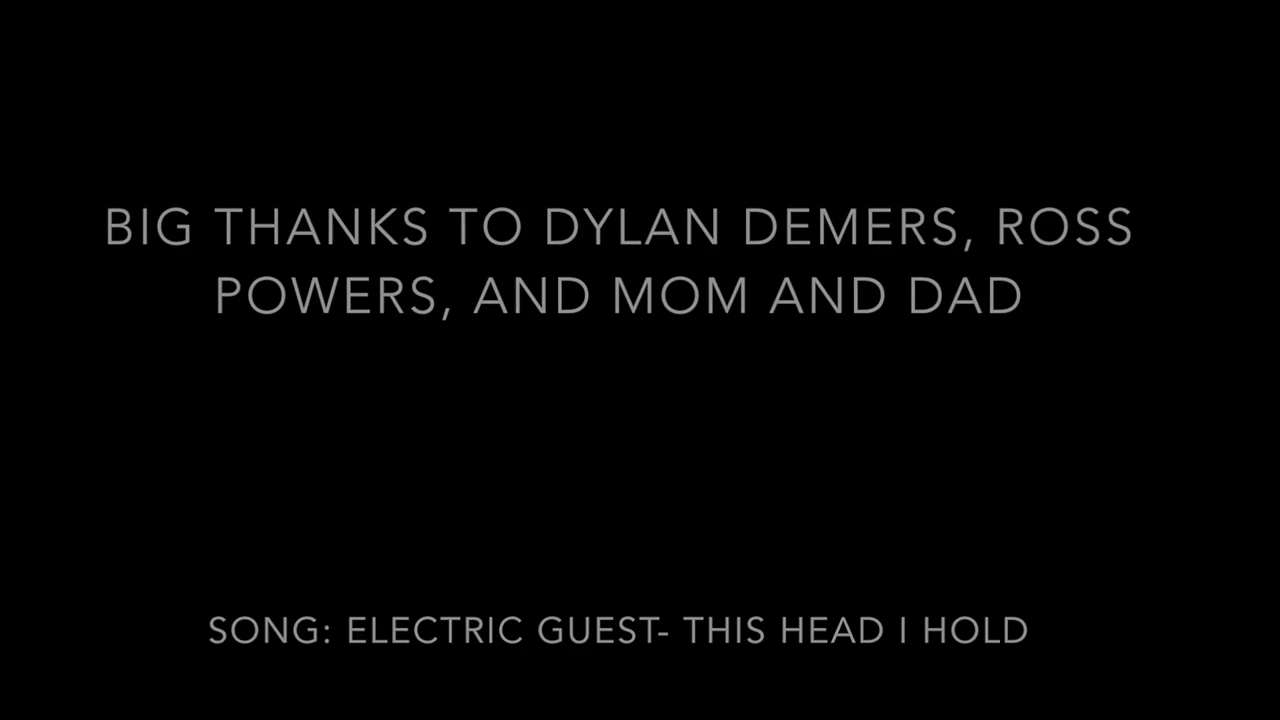 BIG THANKS TO DYLAN DEMERS, ROSS
POWERS, AND MOM AND DAD
SONG: ELECTRIC GUEST- THIS HEAD I HOLD